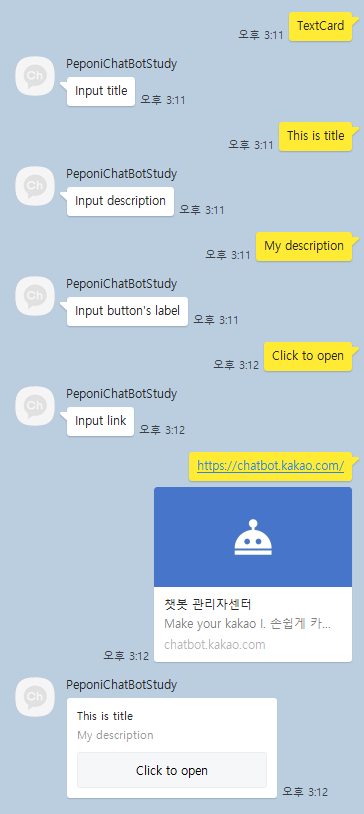 TextCard
오후 3:11
Ch
PeponiChatBotStudy
Input title
오후 3:11
This is title
오후 3:11
Ch
PeponiChatBotStudy
Input description
오후 3:11
My description
오후 3:11
Ch
PeponiChatBotStudy
Input button's label
오후 3:11
Click to open
오후 3:12
Ch
PeponiChatBotStudy
Input link
오후 3:12
https://chatbot.kakao.com/
챗봇 관리자센터
Make your kakao I. 손쉽게 카...
chatbot.kakao.com
오후 3:12
Ch
PeponiChatBotStudy
This is title
My description
Click to open
오후 3:12